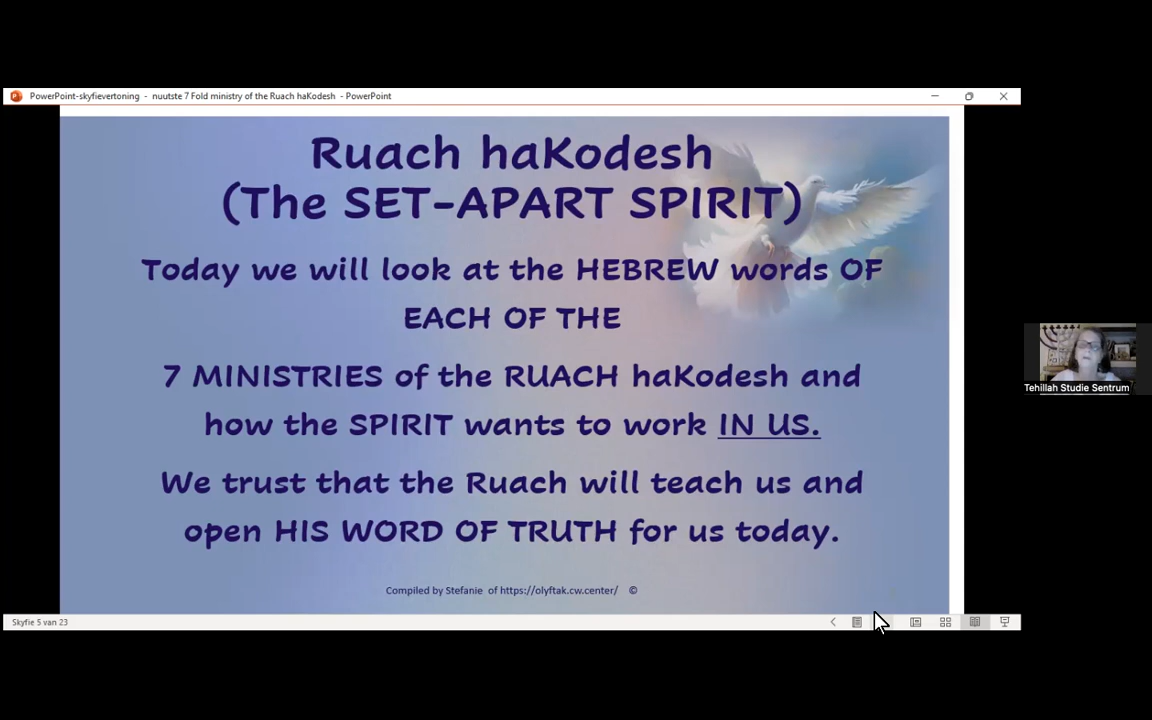 PowerPoint-skyfievertoning - nuutste 7 Fold ministry of the Ruach haKodesh - PowerPoint
Ruach haKodesh
(The SET-APART SPIRIT)
Today we will look at the HEBREW words OF
EACH OF THE
7 MINISTRIES of the RUACH haKodesh and
how the SPIRIT wants to work IN US.
We trust that the Ruach will teach us and
open HIS WORD OF TRUTH for us today.
Compiled by Stefanie of https://olyftak.cw.center/ ©
Skyfie 5 van 23
Tehillah Studie Sentrum